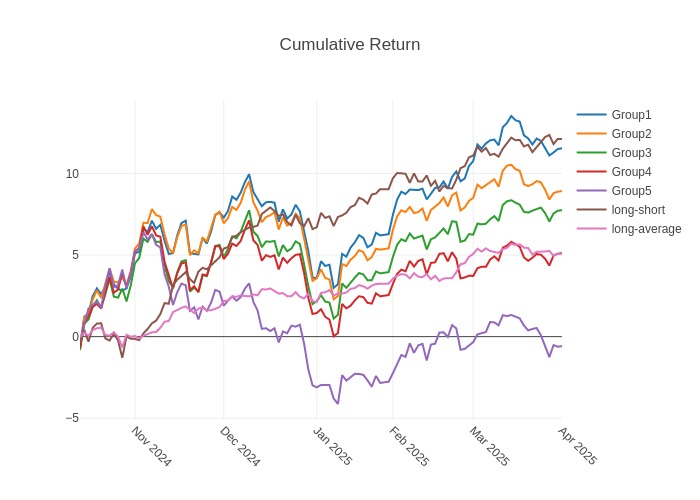 Cumulative Return
10
5
0
−5
Nov 2024
Dec 2024
Jan 2025
Feb 2025
Mar 2025
Apr 2025
Group1
Group2
Group3
Group4
Group5
long-short
long-average